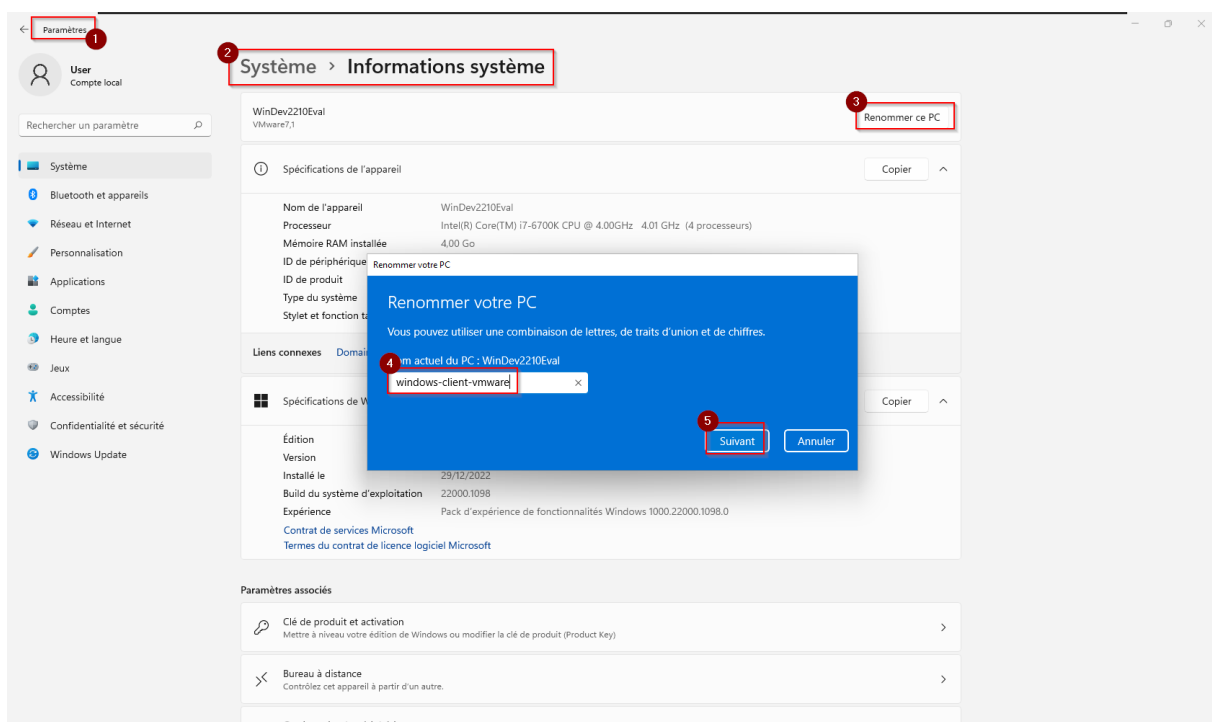 Paramètres
1
User
Compte local
Rechercher un paramètre
Système
Bluetooth et appareils
Réseau et Internet
Personnalisation
Applications
Comptes
Heure et langue
Jeux
Accessibilité
Confidentialité et sécurité
Windows Update
2
Système > Informations système
WinDev2210Eval
VMware7,1
3
Renommer ce PC
Spécifications de l'appareil
Copier
Nom de l'appareil WinDev2210Eval
Processeur Intel(R) Core(TM) i7-6700K CPU @ 4.00GHz 4.01 GHz (4 processeurs)
Mémoire RAM installée 4,00 Go
ID de périphérique
ID de produit
Type du système
Stylet et fonction
Liens connexes
Renommer votre PC
Renommer votre PC
Vous pouvez utiliser une combinaison de lettres, de traits d'union et de chiffres.
4
actuel du PC : WinDev2210Eval
windows-client-vmware
5
Suivant
Annuler
Spécifications de
Copier
Édition
Version
Installé le 29/12/2022
Build du système d'exploitation 22000.1098
Expérience Pack d'expérience de fonctionnalités Windows 1000.22000.1098.0
Contrat de services Microsoft
Termes du contrat de licence logiciel Microsoft
Paramètres associés
Clé de produit et activation
Mettre à niveau votre édition de Windows ou modifier la clé de produit (Product Key)
Bureau à distance
Contrôlez cet appareil à partir d'un autre.